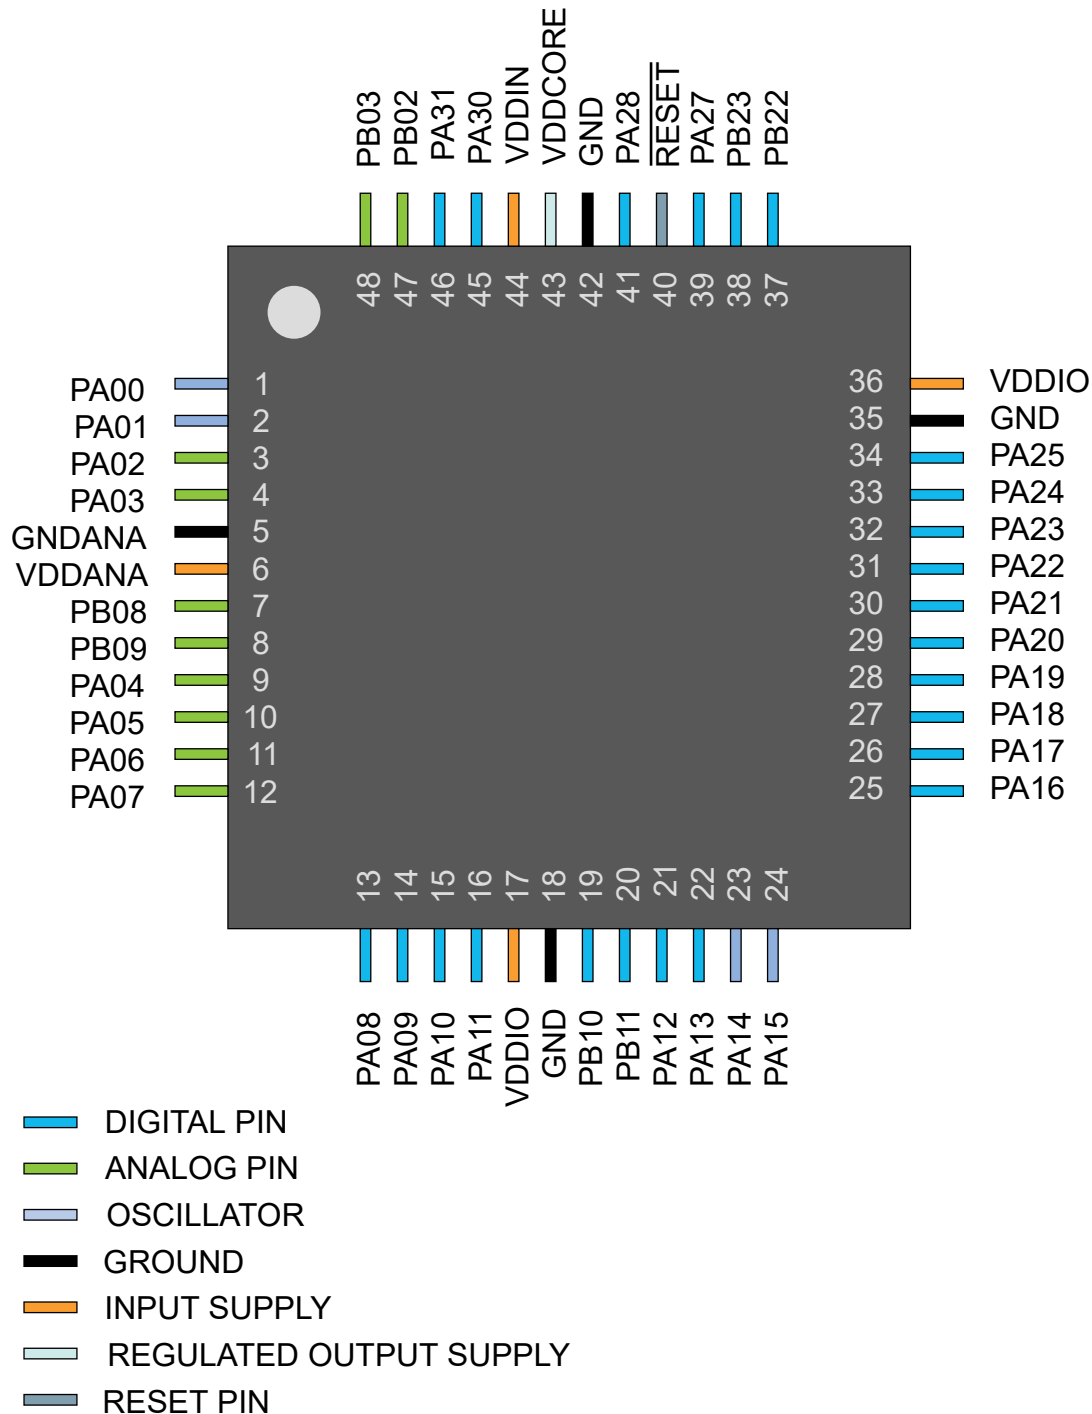 PB03
PB02
PA31
PA30
VDDIN
VDDCORE
GND
PA28
RESET
PA27
PB23
PB22
48
47
46
45
44
43
42
41
40
39
38
37
PA00 1
PA01 2
PA02 3
PA03 4
GNDANA 5
VDDANA 6
PB08 7
PB09 8
PA04 9
PA05 10
PA06 11
PA07 12
36 VDDIO
35 GND
34 PA25
33 PA24
32 PA23
31 PA22
30 PA21
29 PA20
28 PA19
27 PA18
26 PA17
25 PA16
13
14
15
16
17
18
19
20
21
22
23
24
PA08
PA09
PA10
PA11
VDDIO
GND
PB10
PB11
PA12
PA13
PA14
PA15
DIGITAL PIN
ANALOG PIN
OSCILLATOR
GROUND
INPUT SUPPLY
REGULATED OUTPUT SUPPLY
RESET PIN